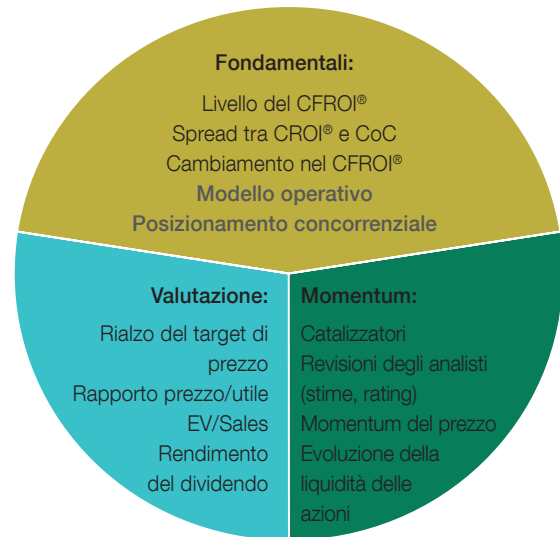 Fondamentali:
Livello del CFROI®
Spread tra CROI® e CoC
Cambiamento nel CFROI®
Modello operativo
Posizionamento concorrenziale
Valutazione:
Rialzo del target di
prezzo
Rapporto prezzo/utile
EV/Sales
Rendimento
del dividendo
Momentum:
Catalizzatori
Revisioni degli analisti
(stime, rating)
Momentum del prezzo
Evoluzione della
liquidità delle
azioni